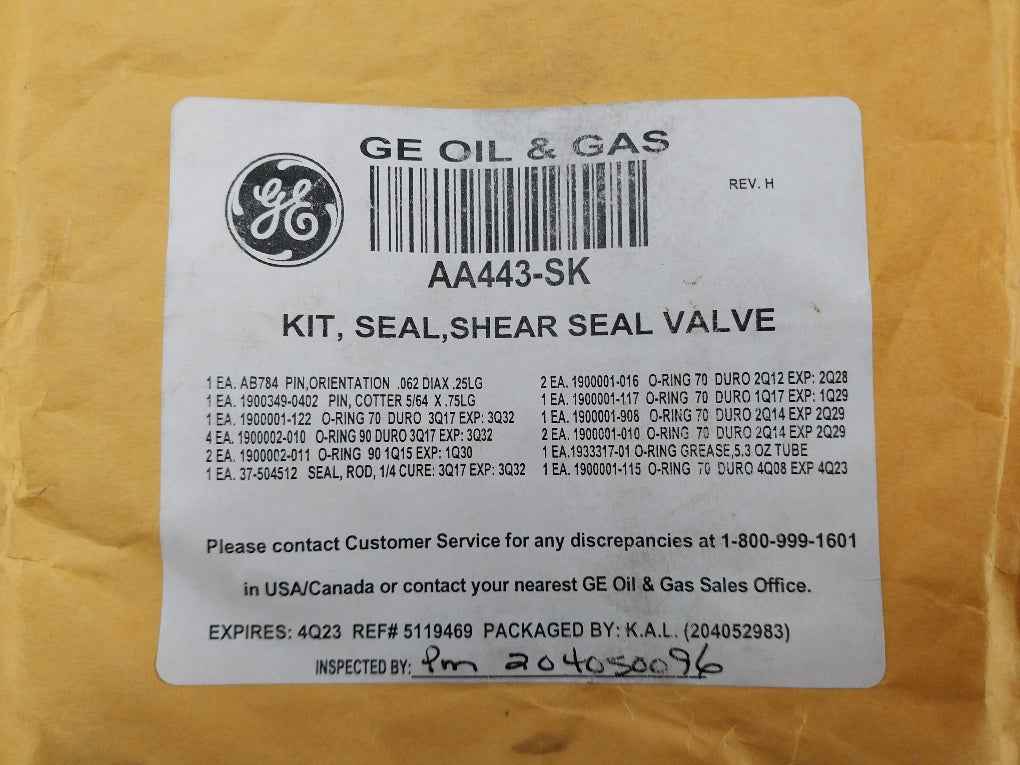 GE OIL & GAS
GE
REV. H
AA443-SK
KIT, SEAL,SHEAR SEAL VALVE
1 EA. AB784 PIN,ORIENTATION .062 DIAX .25LG
1 EA. 1900349-0402 PIN, COTTER 5/64 X .75LG
1 EA. 1900001-122 O-RING 70 DURO 3Q17 EXP: 3Q32
4 EA. 1900002-010 O-RING 90 DURO 3Q17 EXP: 3Q32
2 EA. 1900002-011 O-RING 90 1Q15 EXP: 1Q30
1 EA. 37-504512 SEAL, ROD, 1/4 CURE: 3Q17 EXP: 3Q32
2 EA. 1900001-016 O-RING 70 DURO 2Q12 EXP: 2Q28
1 EA. 1900001-117 O-RING 70 DURO 1Q17 EXP: 1Q29
1 EA. 1900001-908 O-RING 70 DURO 2Q14 EXP 2Q29
2 EA. 1900001-010 O-RING 70 DURO 2Q14 EXP 2Q29
1 EA.1933317-01 O-RING GREASE,5.3 OZ TUBE
1 EA. 1900001-115 O-RING 70 DURO 4Q08 EXP 4Q23
Please contact Customer Service for any discrepancies at 1-800-999-1601
in USA/Canada or contact your nearest GE Oil & Gas Sales Office.
EXPIRES: 4Q23 REF# 5119469 PACKAGED BY: K.A.L. (204052983)
INSPECTED BY: Pm 204050096